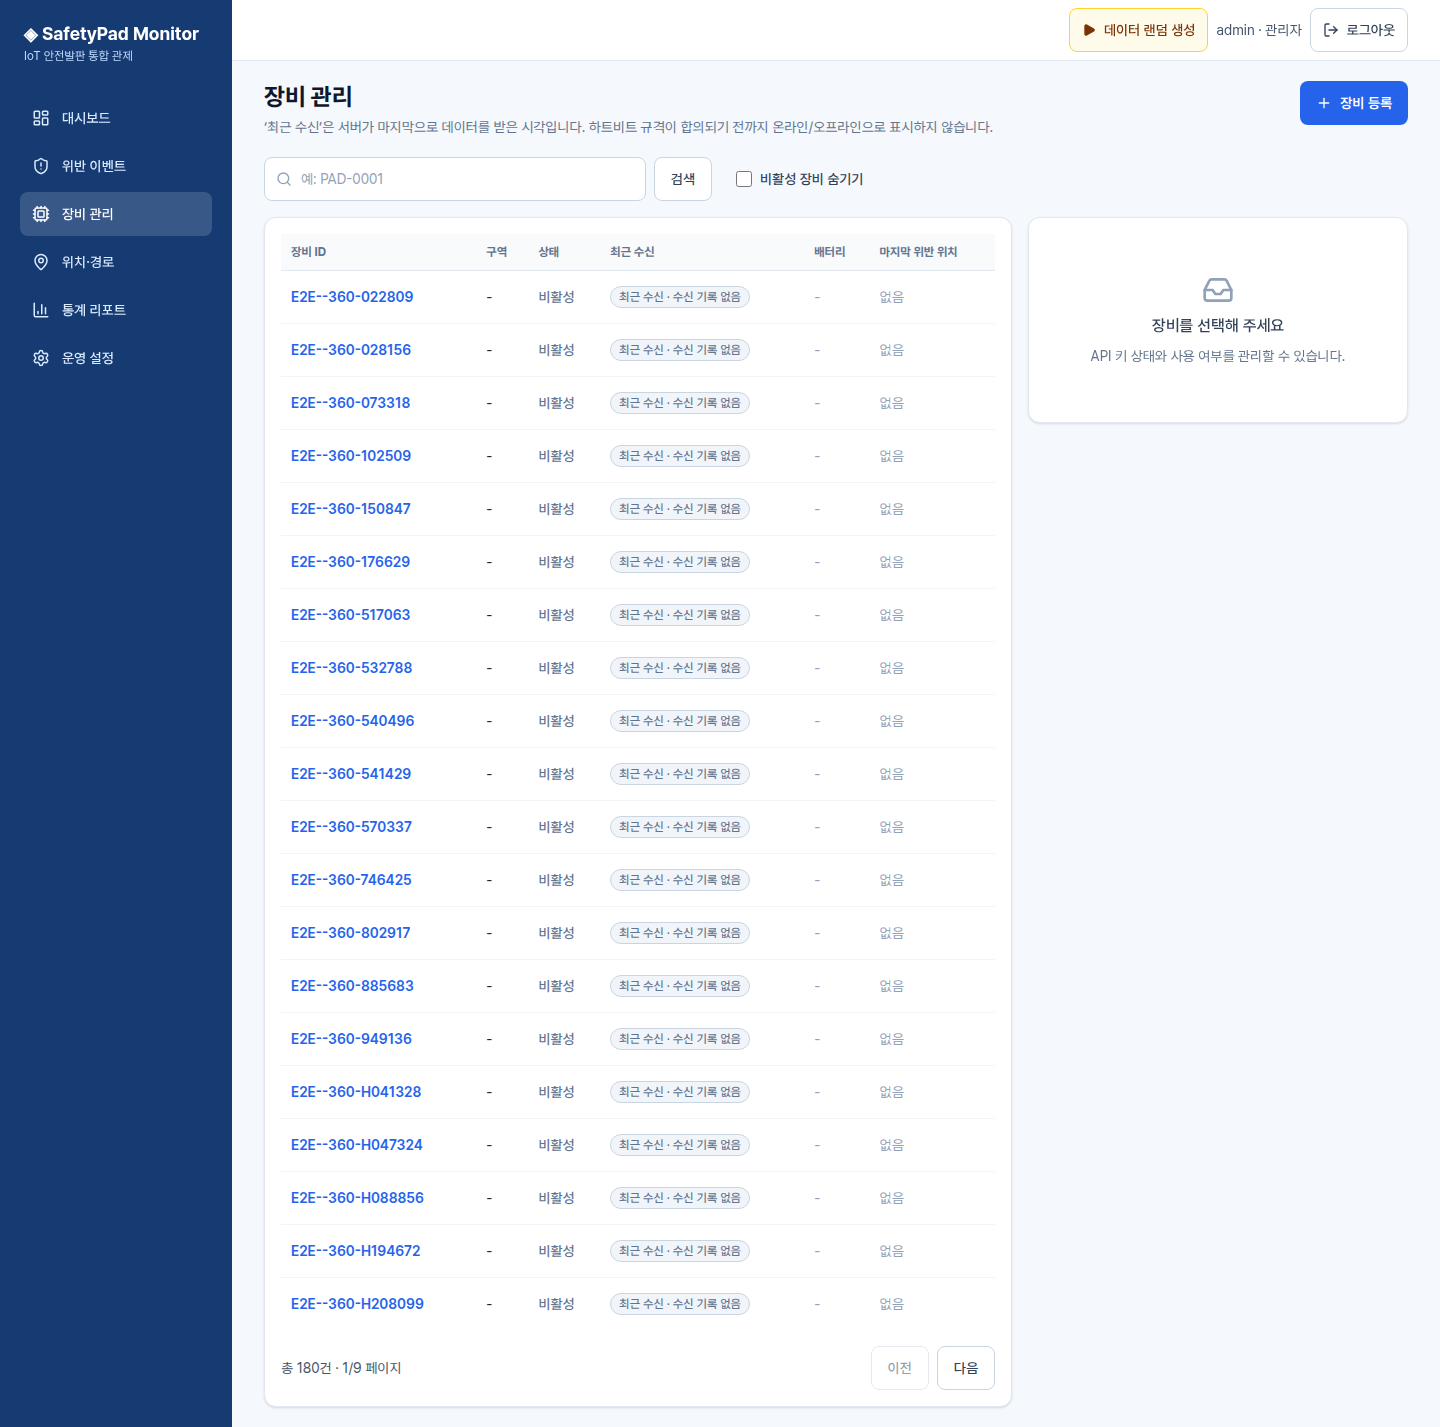 ◈ SafetyPad Monitor
IoT 안전발판 통합 관제
대시보드
위반 이벤트
장비 관리
위치·경로
통계 리포트
운영 설정
데이터 랜덤 생성
admin · 관리자
로그아웃
장비 관리
'최근 수신'은 서버가 마지막으로 데이터를 받은 시각입니다. 하트비트 규격이 합의되기 전까지 온라인/오프라인으로 표시하지 않습니다.
장비 등록
예: PAD-0001
검색
비활성 장비 숨기기
장비 ID 구역 상태 최근 수신 배터리 마지막 위반 위치
E2E--360-022809 - 비활성 최근 수신 · 수신 기록 없음 - 없음
E2E--360-028156 - 비활성 최근 수신 · 수신 기록 없음 - 없음
E2E--360-073318 - 비활성 최근 수신 · 수신 기록 없음 - 없음
E2E--360-102509 - 비활성 최근 수신 · 수신 기록 없음 - 없음
E2E--360-150847 - 비활성 최근 수신 · 수신 기록 없음 - 없음
E2E--360-176629 - 비활성 최근 수신 · 수신 기록 없음 - 없음
E2E--360-517063 - 비활성 최근 수신 · 수신 기록 없음 - 없음
E2E--360-532788 - 비활성 최근 수신 · 수신 기록 없음 - 없음
E2E--360-540496 - 비활성 최근 수신 · 수신 기록 없음 - 없음
E2E--360-541429 - 비활성 최근 수신 · 수신 기록 없음 - 없음
E2E--360-570337 - 비활성 최근 수신 · 수신 기록 없음 - 없음
E2E--360-746425 - 비활성 최근 수신 · 수신 기록 없음 - 없음
E2E--360-802917 - 비활성 최근 수신 · 수신 기록 없음 - 없음
E2E--360-885683 - 비활성 최근 수신 · 수신 기록 없음 - 없음
E2E--360-949136 - 비활성 최근 수신 · 수신 기록 없음 - 없음
E2E--360-H041328 - 비활성 최근 수신 · 수신 기록 없음 - 없음
E2E--360-H047324 - 비활성 최근 수신 · 수신 기록 없음 - 없음
E2E--360-H088856 - 비활성 최근 수신 · 수신 기록 없음 - 없음
E2E--360-H194672 - 비활성 최근 수신 · 수신 기록 없음 - 없음
E2E--360-H208099 - 비활성 최근 수신 · 수신 기록 없음 - 없음
총 180건 · 1/9 페이지
이전
다음
장비를 선택해 주세요
API 키 상태와 사용 여부를 관리할 수 있습니다.